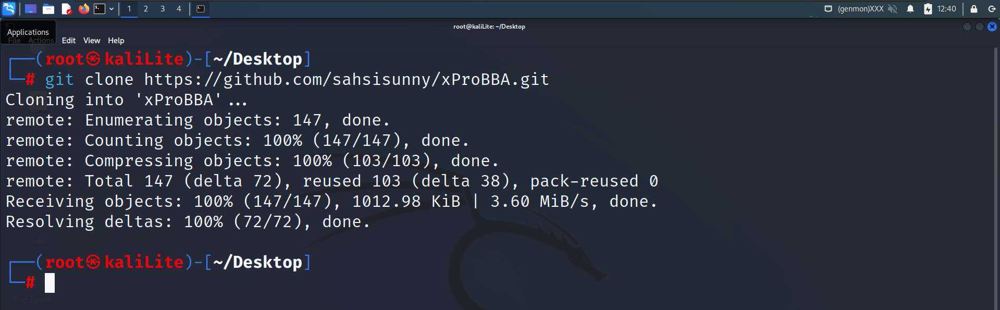 1 2 3 4 (genmon)XXX 12:40
root@kaliLite: ~/Desktop
Applications
File Actions Edit View Help
┌──(root㉿kaliLite)-[~/Desktop]
└─# git clone https://github.com/sahsisunny/xProBBA.git
Cloning into 'xProBBA'...
remote: Enumerating objects: 147, done.
remote: Counting objects: 100% (147/147), done.
remote: Compressing objects: 100% (103/103), done.
remote: Total 147 (delta 72), reused 103 (delta 38), pack-reused 0
Receiving objects: 100% (147/147), 1012.98 KiB | 3.60 MiB/s, done.
Resolving deltas: 100% (72/72), done.
test
┌──(root㉿kaliLite)-[~/Desktop]
└─#
Bug_Bount...